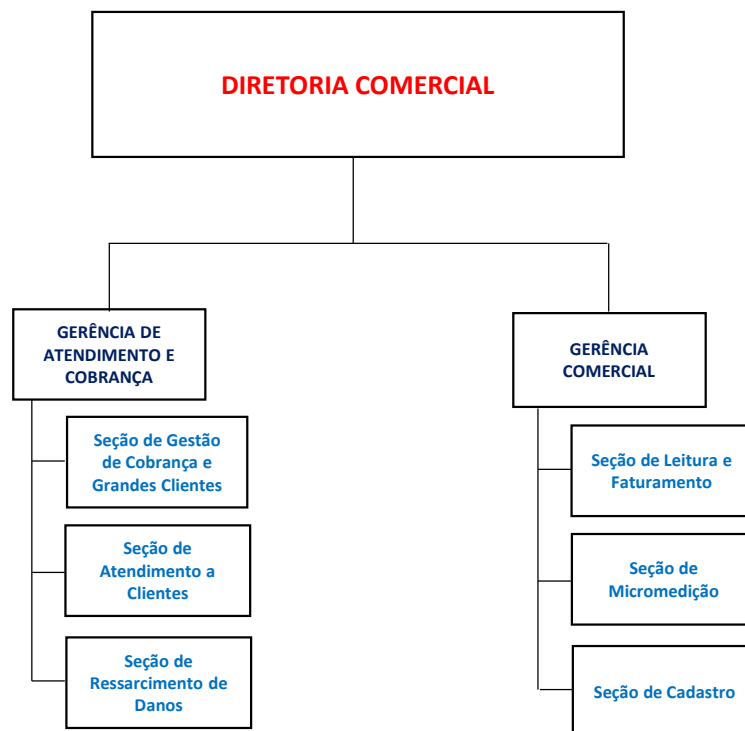 DIRETORIA COMERCIAL
GERÊNCIA DE
ATENDIMENTO E
COBRANÇA
Seção de Gestão
de Cobrança e
Grandes Clientes
Seção de
Atendimento a
Clientes
Seção de
Ressarcimento de
Danos
GERÊNCIA
COMERCIAL
Seção de Leitura e
Faturamento
Seção de
Micromedição
Seção de Cadastro